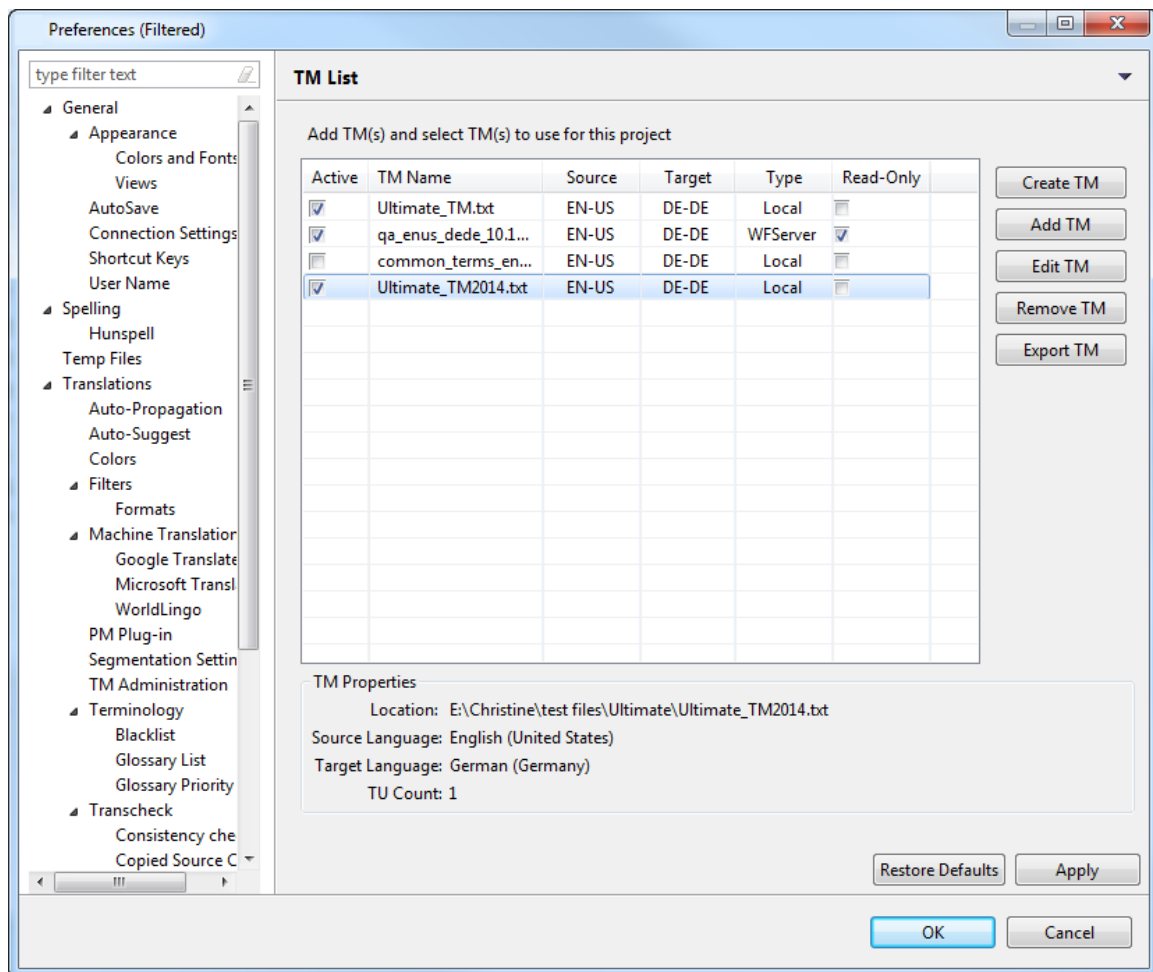 Preferences (Filtered)
type filter text
General
Appearance
Colors and Fonts
Views
AutoSave
Connection Settings
Shortcut Keys
User Name
Spelling
Hunspell
Temp Files
Translations
Auto-Propagation
Auto-Suggest
Colors
Filters
Formats
Machine Translation
Google Translate
Microsoft Transl
WorldLingo
PM Plug-in
Segmentation Settin
TM Administration
Terminology
Blacklist
Glossary List
Glossary Priority
Transcheck
Consistency che
Copied Source C
TM List
Add TM(s) and select TM(s) to use for this project
Active TM Name Source Target Type Read-Only
Ultimate_TM.txt EN-US DE-DE Local
qa_enus_dede_10.1... EN-US DE-DE WFServer
common_terms_en... EN-US DE-DE Local
Ultimate_TM2014.txt EN-US DE-DE Local
Create TM
Add TM
Edit TM
Remove TM
Export TM
TM Properties
Location: E:\Christine\test files\Ultimate\Ultimate_TM2014.txt
Source Language: English (United States)
Target Language: German (Germany)
TU Count: 1
Restore Defaults Apply
OK Cancel